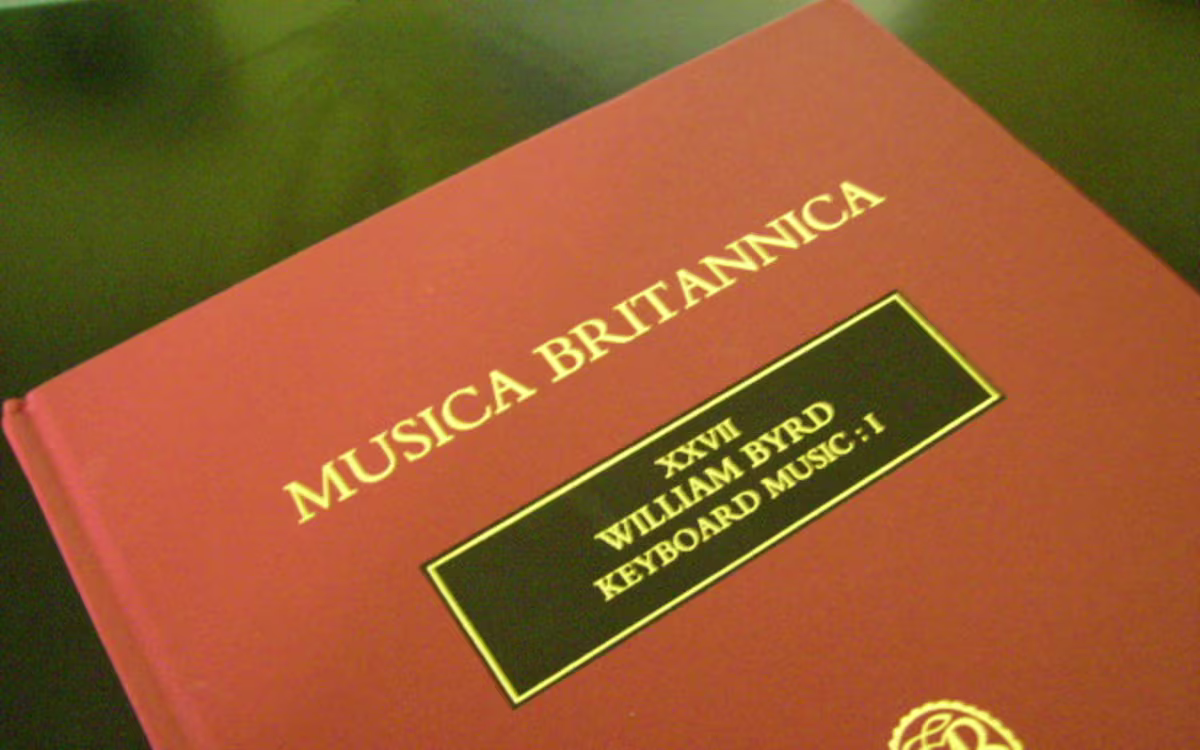 MUSICA BRITANNICA
XXVII
WILLIAM BYRD
KEYBOARD MUSIC : I